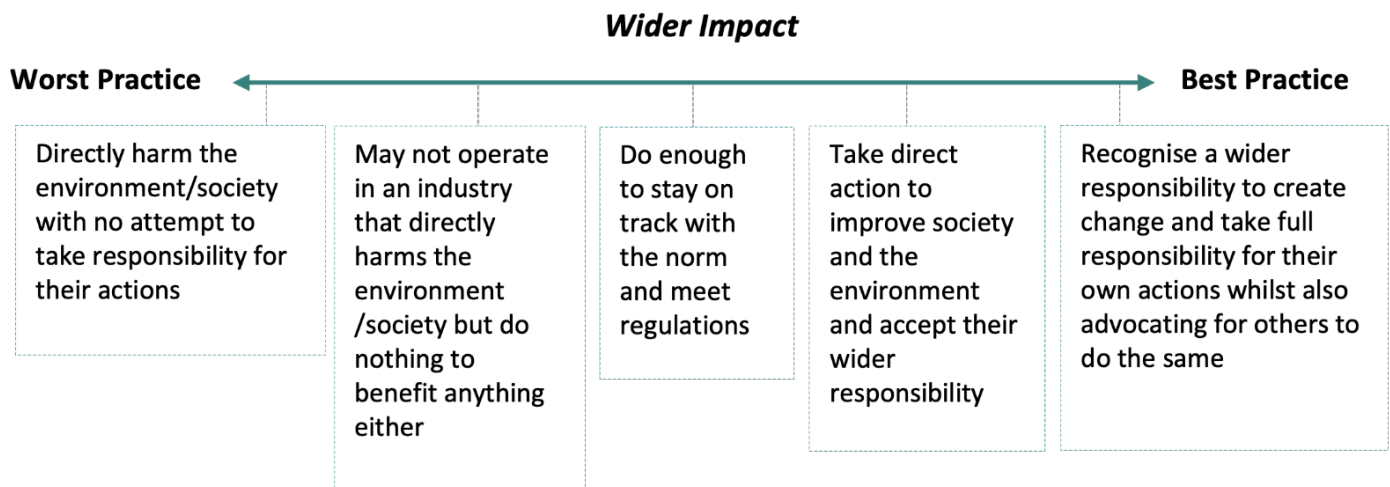 Wider Impact
Worst Practice
Best Practice
Directly harm the
environment/society
with no attempt to
take responsibility for
their actions
May not operate
in an industry
that directly
harms the
environment
/society but do
nothing to
benefit anything
either
Do enough
to stay on
track with
the norm
and meet
regulations
Take direct
action to
improve society
and the
environment
and accept their
wider
responsibility
Recognise a wider
responsibility to create
change and take full
responsibility for their
own actions whilst also
advocating for others to
do the same